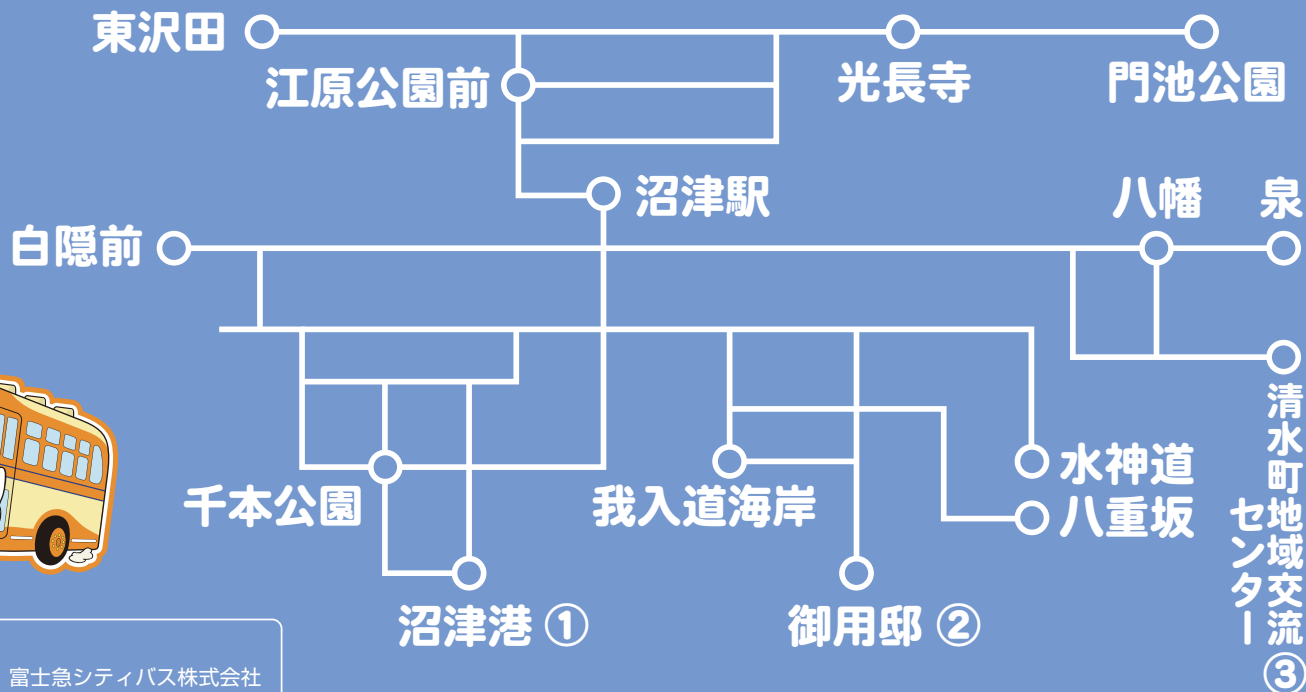 東沢田
江原公園前
光長寺
門池公園
沼津駅
八幡
泉
白隠前
千本公園
我入道海岸
水神道
八重坂
清水町
地域交流
センター
③
沼津港 ①
御用邸 ②
富士急シティバス株式会社